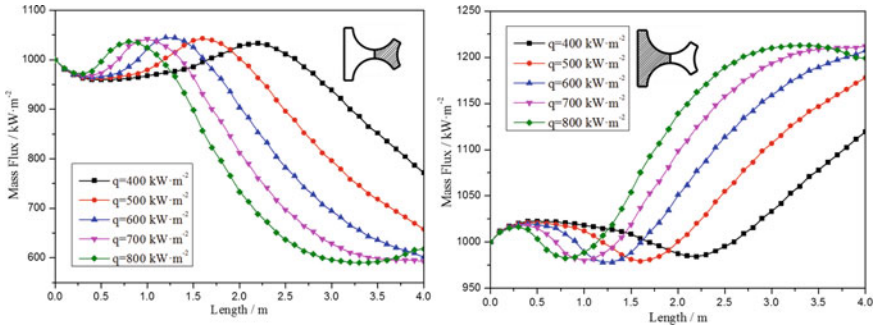 Mass Flux / kW·m-2
1100
1000
900
800
700
600
q=400 kW·m-2
q=500 kW·m-2
q=600 kW·m-2
q=700 kW·m-2
q=800 kW·m-2
0.0 0.5 1.0 1.5 2.0 2.5 3.0 3.5 4.0
Length / m
Mass Flux / kW·m-2
1250
1200
1150
1100
1050
1000
950
q=400 kW·m-2
q=500 kW·m-2
q=600 kW·m-2
q=700 kW·m-2
q=800 kW·m-2
0.0 0.5 1.0 1.5 2.0 2.5 3.0 3.5 4.0
Length / m